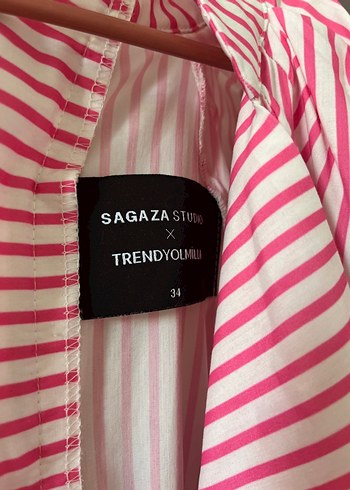 SAGAZA STUDIO
×
TRENDYOLMILLA
34